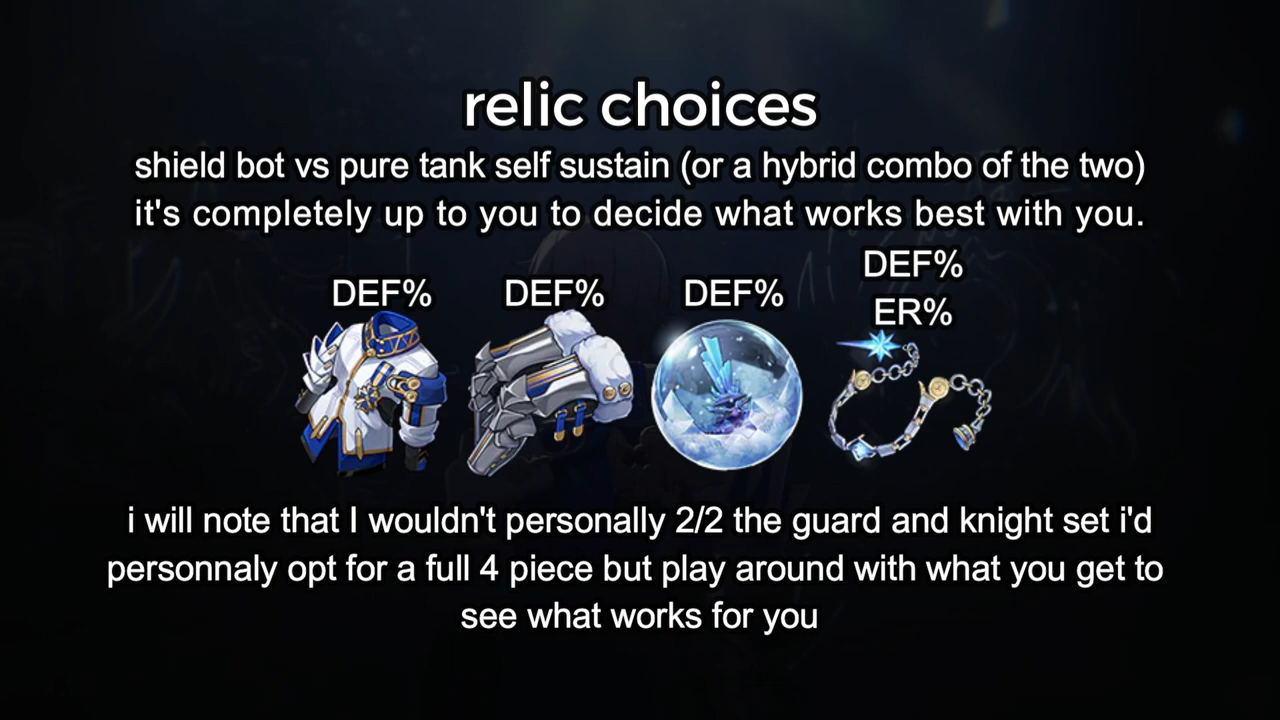 relic choices
shield bot vs pure tank self sustain (or a hybrid combo of the two)
it's completely up to you to decide what works best with you.
DEF% DEF% DEF% DEF%
ER%
i will note that I wouldn't personally 2/2 the guard and knight set i'd
personnaly opt for a full 4 piece but play around with what you get to
see what works for you